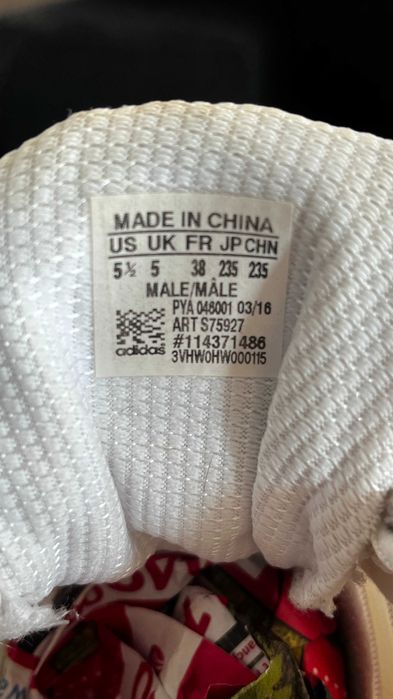 MADE IN CHINA
US UK FR JP CHN
5½ 5 38 235 235
MALE/MÂLE
PYA 046001 03/16
ART S75927
#114371486
adidas 3VHW0HW000115